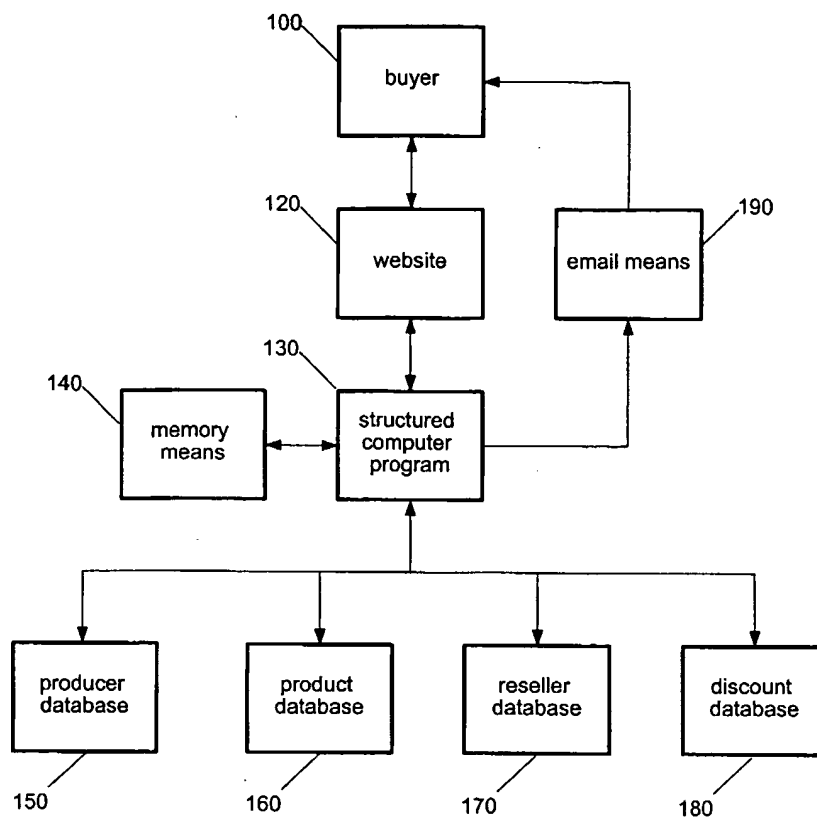 100
buyer
120
website
190
email means
130
structured
computer
program
140
memory
means
producer
database
150
product
database
160
reseller
database
170
discount
database
180